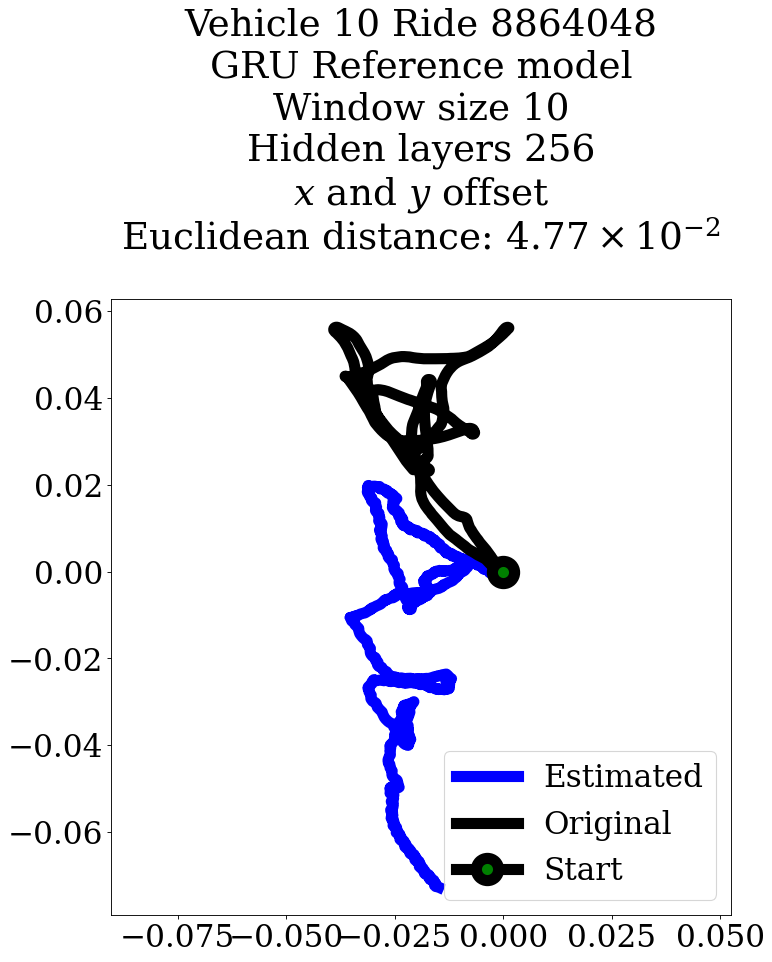 Vehicle 10 Ride 8864048
GRU Reference model
Window size 10
Hidden layers 256
x and y offset
Euclidean distance: 4.77 × 10⁻²
0.06
0.04
0.02
0.00
−0.02
−0.04
−0.06
Estimated
Original
Start
−0.075 −0.050 −0.025 0.000 0.025 0.050